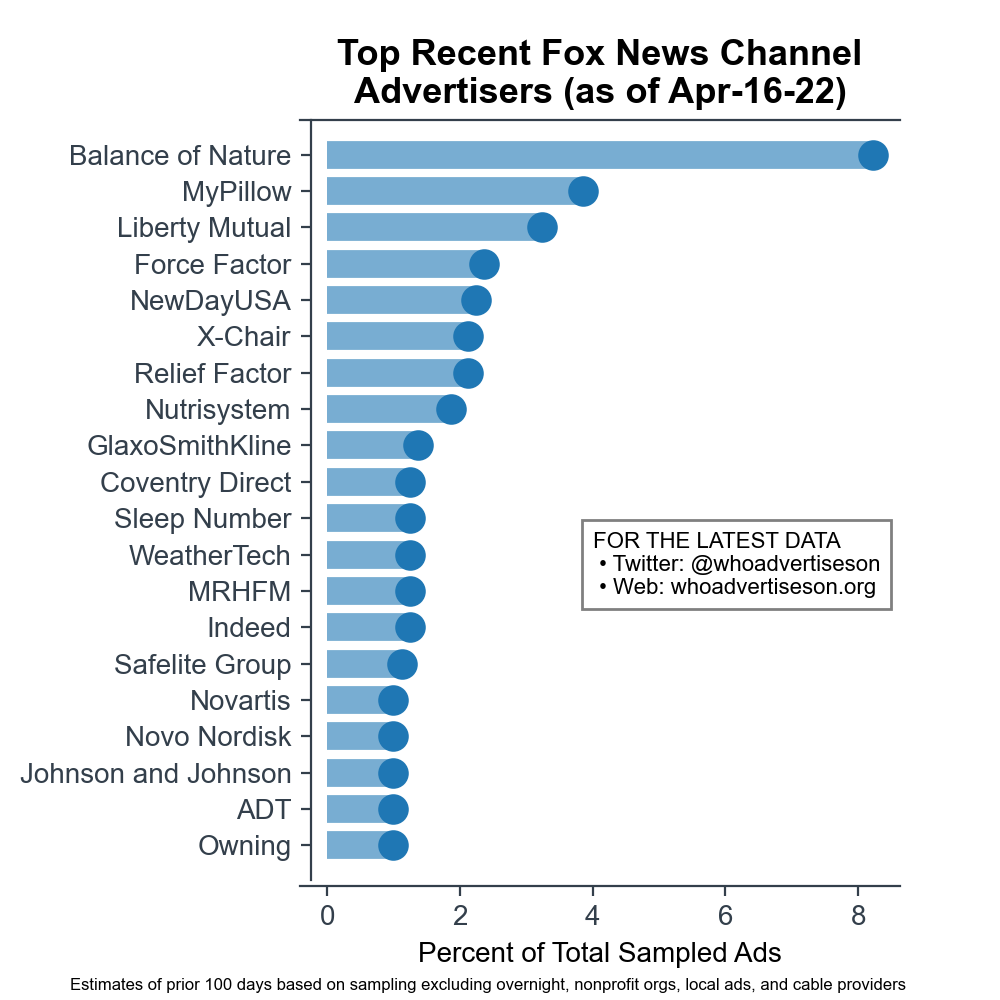 Top Recent Fox News Channel
Advertisers (as of Apr-16-22)
Balance of Nature
MyPillow
Liberty Mutual
Force Factor
NewDayUSA
X-Chair
Relief Factor
Nutrisystem
GlaxoSmithKline
Coventry Direct
Sleep Number
WeatherTech
MRHFM
Indeed
Safelite Group
Novartis
Novo Nordisk
Johnson and Johnson
ADT
Owning
FOR THE LATEST DATA
• Twitter: @whoadvertiseson
• Web: whoadvertiseson.org
0 2 4 6 8
Percent of Total Sampled Ads
Estimates of prior 100 days based on sampling excluding overnight, nonprofit orgs, local ads, and cable providers